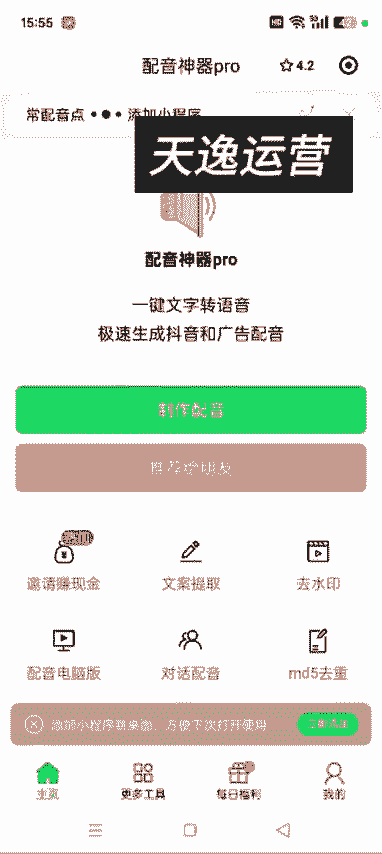 15:55
配音神器pro
4.2
常配音点 添加小程序
天逸运营
配音神器pro
一键文字转语音
极速生成抖音和广告配音
制作配音
推荐给朋友
邀请赚现金 文案提取 去水印
配音电脑版 对话配音 md5去重
添加小程序到桌面，方便下次打开使用
主页 更多工具 每日福利 我的